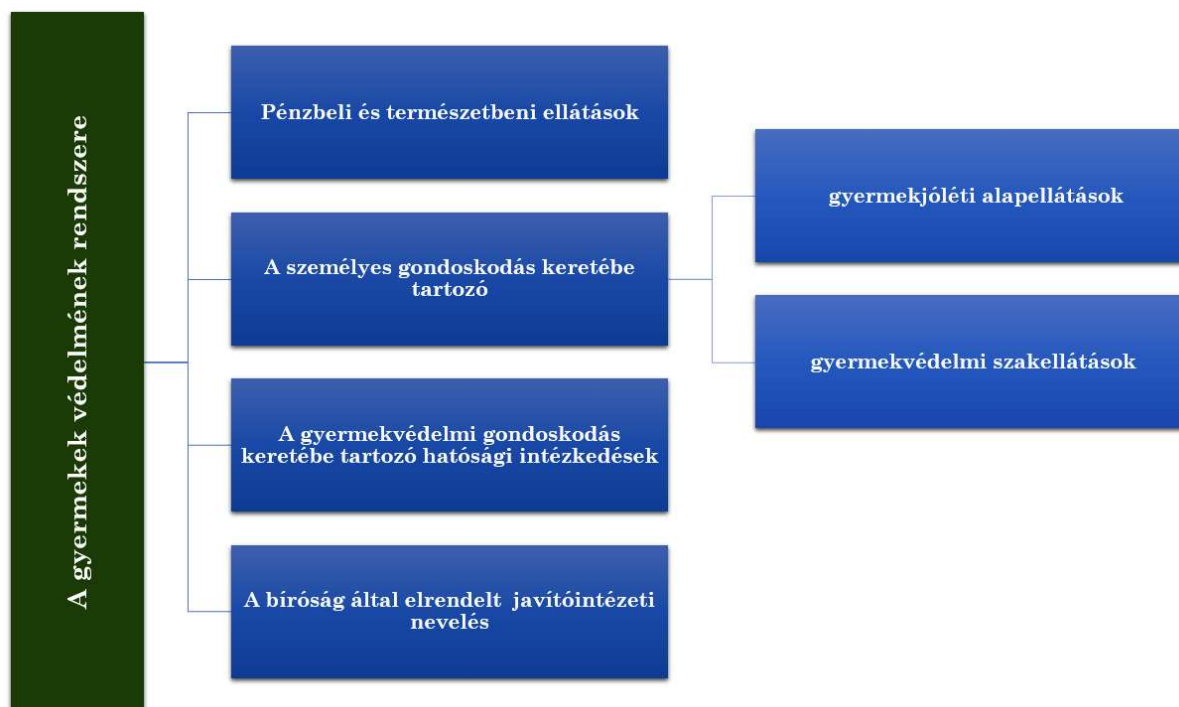 A gyermekek védelmének rendszere
Pénzbeli és természetbeni ellátások
A személyes gondoskodás keretébe
tartozó
gyermekjóléti alapellátások
gyermekvédelmi szakellátások
A gyermekvédelmi gondoskodás
keretébe tartozó hatósági intézkedések
A bíróság által elrendelt javítóintézeti
nevelés